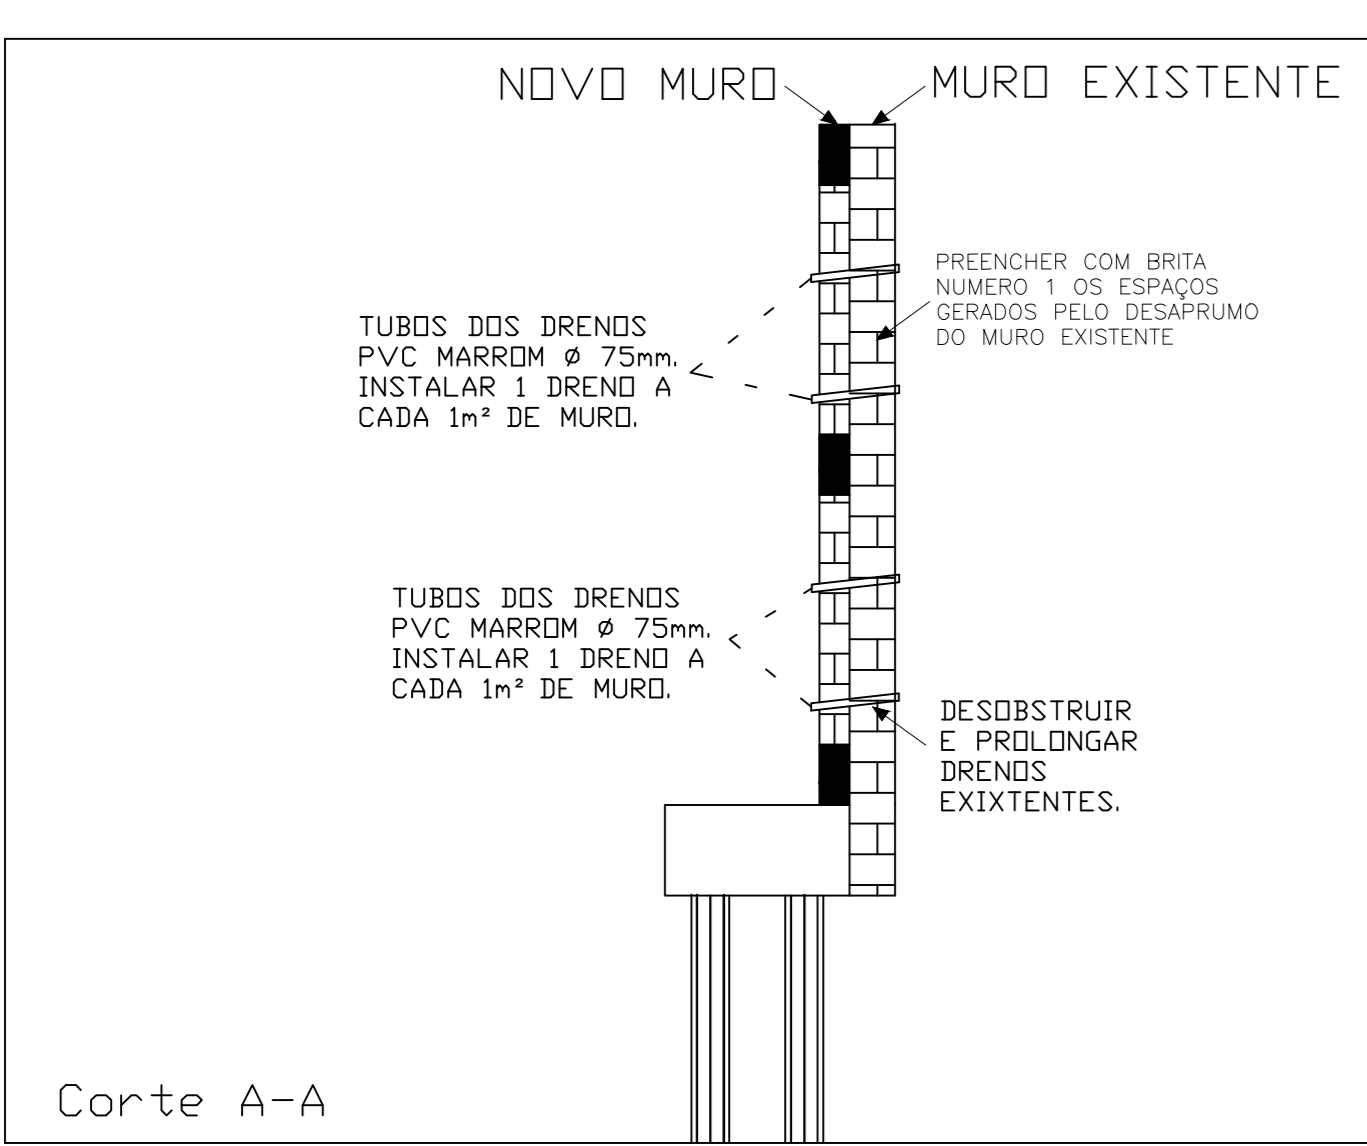 NOVO MURO
MURO EXISTENTE
PREENCHER COM BRITA
NUMERO 1 OS ESPAÇOS
GERADOS PELO DESAPRUMO
DO MURO EXISTENTE
TUBOS DOS DRENOS
PVC MARROM Ø 75mm.
INSTALAR 1 DRENO A
CADA 1m² DE MURO.
TUBOS DOS DRENOS
PVC MARROM Ø 75mm.
INSTALAR 1 DRENO A
CADA 1m² DE MURO.
DESOBSTRUIR
E PROLONGAR
DRENOS
EXIXTENTES.
Corte A-A